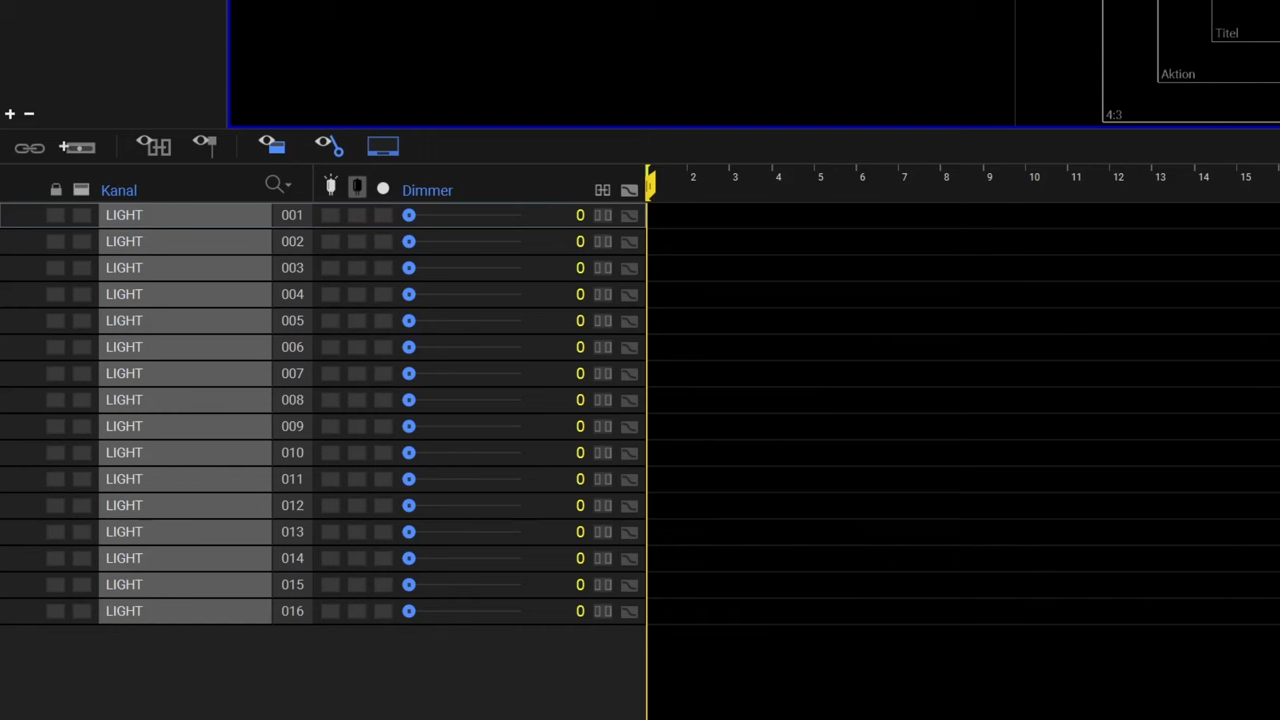 Titel
Aktion
4:3
Kanal Dimmer 2 3 4 5 6 7 8 9 10 11 12 13 14 15
LIGHT 001 0
LIGHT 002 0
LIGHT 003 0
LIGHT 004 0
LIGHT 005 0
LIGHT 006 0
LIGHT 007 0
LIGHT 008 0
LIGHT 009 0
LIGHT 010 0
LIGHT 011 0
LIGHT 012 0
LIGHT 013 0
LIGHT 014 0
LIGHT 015 0
LIGHT 016 0